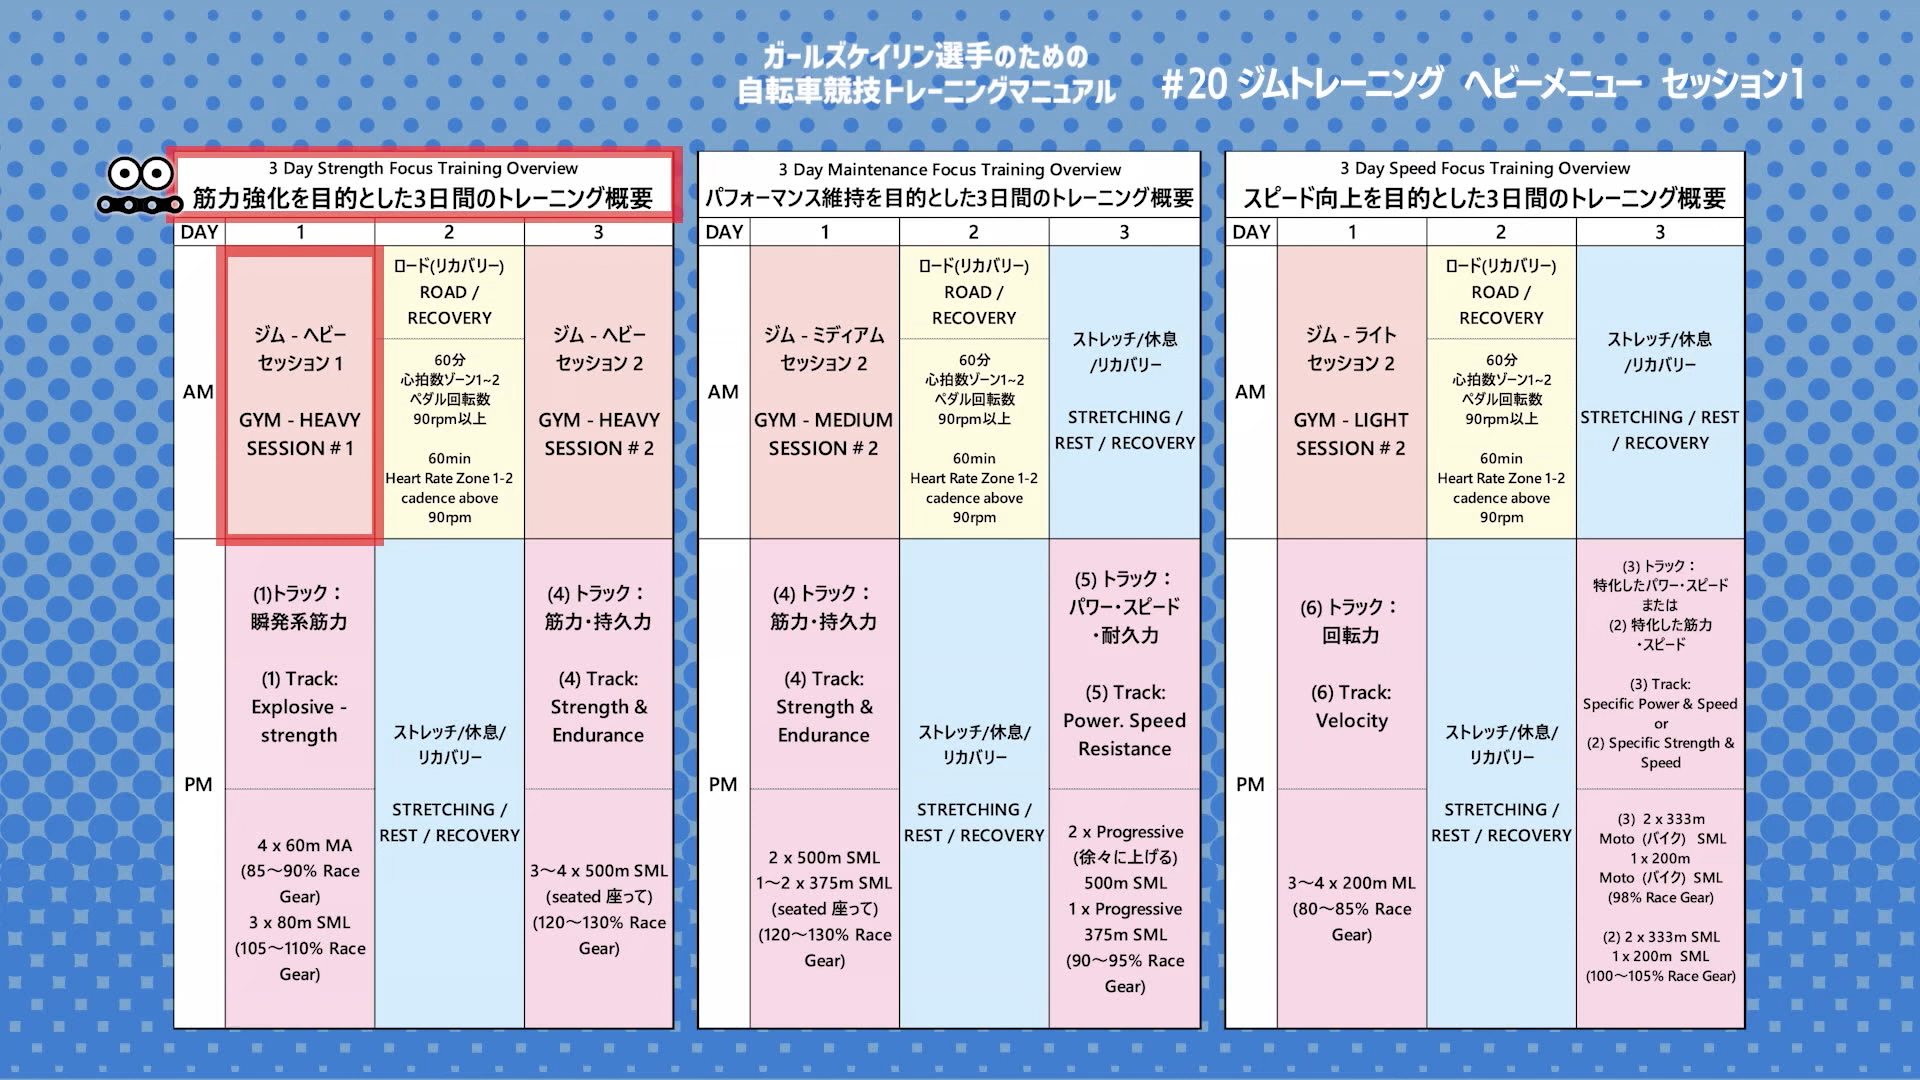 ガールズケイリン選手のための
自転車競技トレーニングマニュアル
#20 ジムトレーニング ヘビーメニュー セッション1
3 Day Strength Focus Training Overview
筋力強化を目的とした3日間のトレーニング概要
DAY 1 2 3
AM
ジム - ヘビー
セッション 1
GYM - HEAVY
SESSION # 1
ロード(リカバリー)
ROAD /
RECOVERY
60分
心拍数ゾーン1~2
ペダル回転数
90rpm以上
60min
Heart Rate Zone 1-2
cadence above
90rpm
ジム - ヘビー
セッション 2
GYM - HEAVY
SESSION # 2
PM
(1)トラック：
瞬発系筋力
(1) Track:
Explosive -
strength
4 x 60m MA
(85～90% Race
Gear)
3 x 80m SML
(105～110% Race
Gear)
ストレッチ/休息/
リカバリー
STRETCHING /
REST / RECOVERY
(4) トラック：
筋力・持久力
(4) Track:
Strength &
Endurance
3～4 x 500m SML
(seated 座って)
(120～130% Race
Gear)
3 Day Maintenance Focus Training Overview
パフォーマンス維持を目的とした3日間のトレーニング概要
DAY 1 2 3
AM
ジム - ミディアム
セッション 2
GYM - MEDIUM
SESSION # 2
ロード(リカバリー)
ROAD /
RECOVERY
60分
心拍数ゾーン1~2
ペダル回転数
90rpm以上
60min
Heart Rate Zone 1-2
cadence above
90rpm
ストレッチ/休息
/リカバリー
STRETCHING /
REST / RECOVERY
PM
(4) トラック：
筋力・持久力
(4) Track:
Strength &
Endurance
2 x 500m SML
1～2 x 375m SML
(seated 座って)
(120～130% Race
Gear)
ストレッチ/休息/
リカバリー
STRETCHING /
REST / RECOVERY
(5) トラック：
パワー・スピード
・耐久力
(5) Track:
Power. Speed
Resistance
2 x Progressive
(徐々に上げる)
500m SML
1 x Progressive
375m SML
(90～95% Race
Gear)
3 Day Speed Focus Training Overview
スピード向上を目的とした3日間のトレーニング概要
DAY 1 2 3
AM
ジム - ライト
セッション 2
GYM - LIGHT
SESSION # 2
ロード(リカバリー)
ROAD /
RECOVERY
60分
心拍数ゾーン1~2
ペダル回転数
90rpm以上
60min
Heart Rate Zone 1-2
cadence above
90rpm
ストレッチ/休息
/リカバリー
STRETCHING / REST
/ RECOVERY
PM
(6) トラック：
回転力
(6) Track:
Velocity
3～4 x 200m ML
(80～85% Race
Gear)
ストレッチ/休息/
リカバリー
STRETCHING /
REST / RECOVERY
(3) トラック：
特化したパワー・スピード
または
(2) 特化した筋力
・スピード
(3) Track:
Specific Power & Speed
or
(2) Specific Strength &
Speed
(3) 2 x 333m
Moto (バイク) SML
1 x 200m
Moto (バイク) SML
(98% Race Gear)
(2) 2 x 333m SML
1 x 200m SML
(100～105% Race Gear)